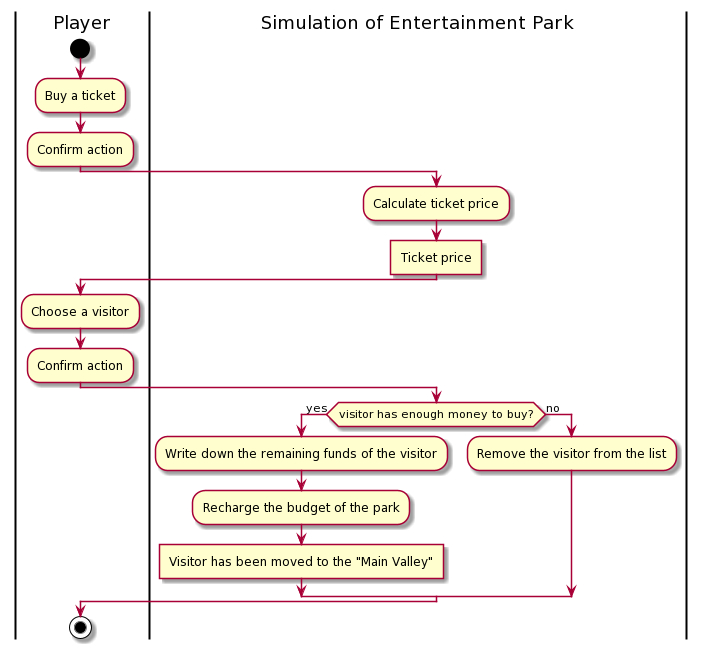 Player
Simulation of Entertainment Park
Buy a ticket
Confirm action
Calculate ticket price
Ticket price
Choose a visitor
Confirm action
yes
visitor has enough money to buy?
no
Write down the remaining funds of the visitor
Remove the visitor from the list
Recharge the budget of the park
Visitor has been moved to the "Main Valley"